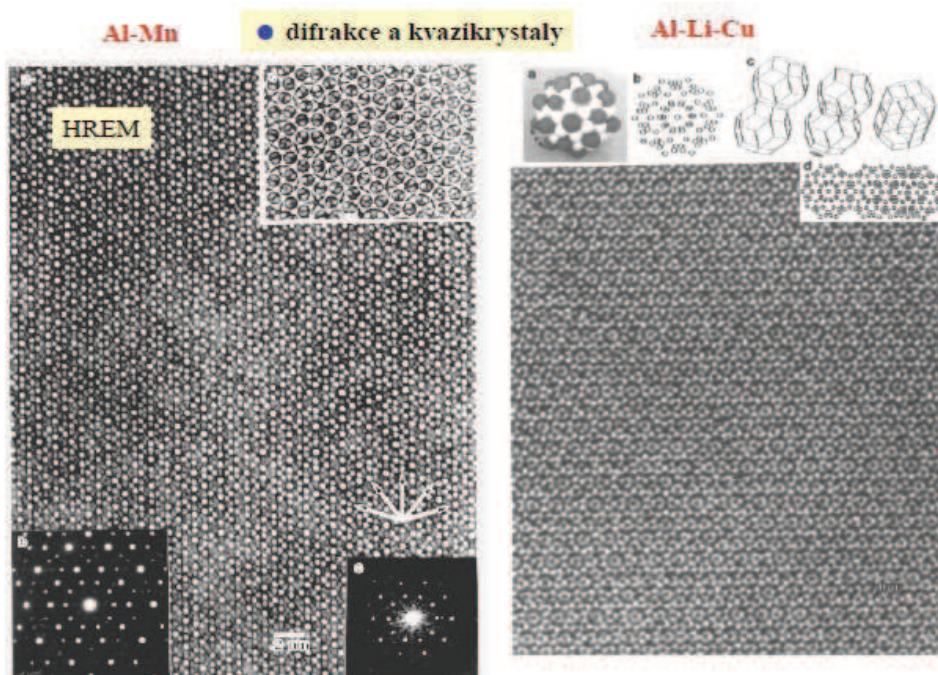 Al-Mn
● difrakce a kvazikrystaly
Al-Li-Cu
HREM
a
b
c
d